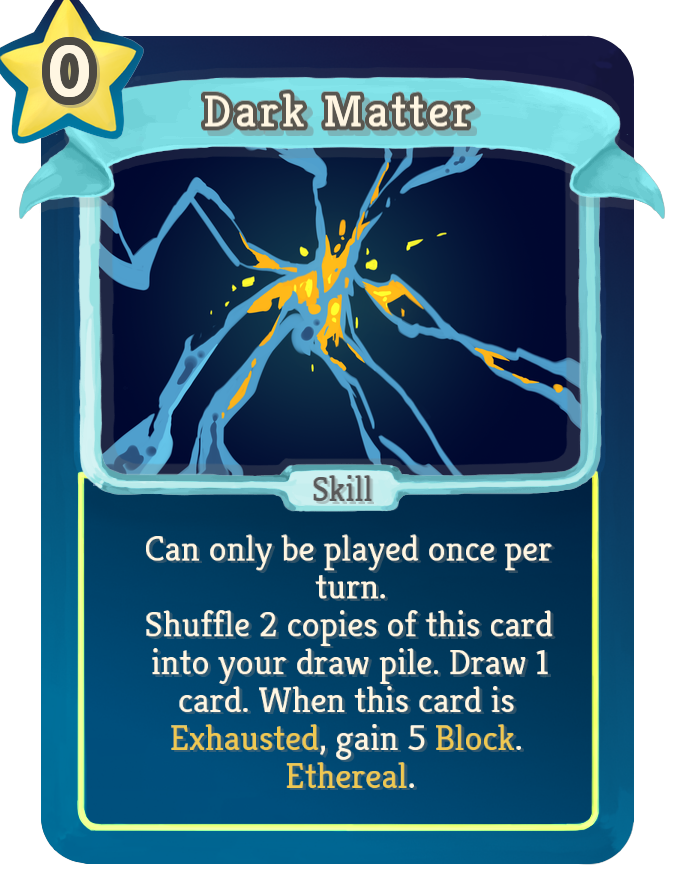 0
Dark Matter
Skill
Can only be played once per
turn.
Shuffle 2 copies of this card
into your draw pile. Draw 1
card. When this card is
Exhausted, gain 5 Block.
Ethereal.